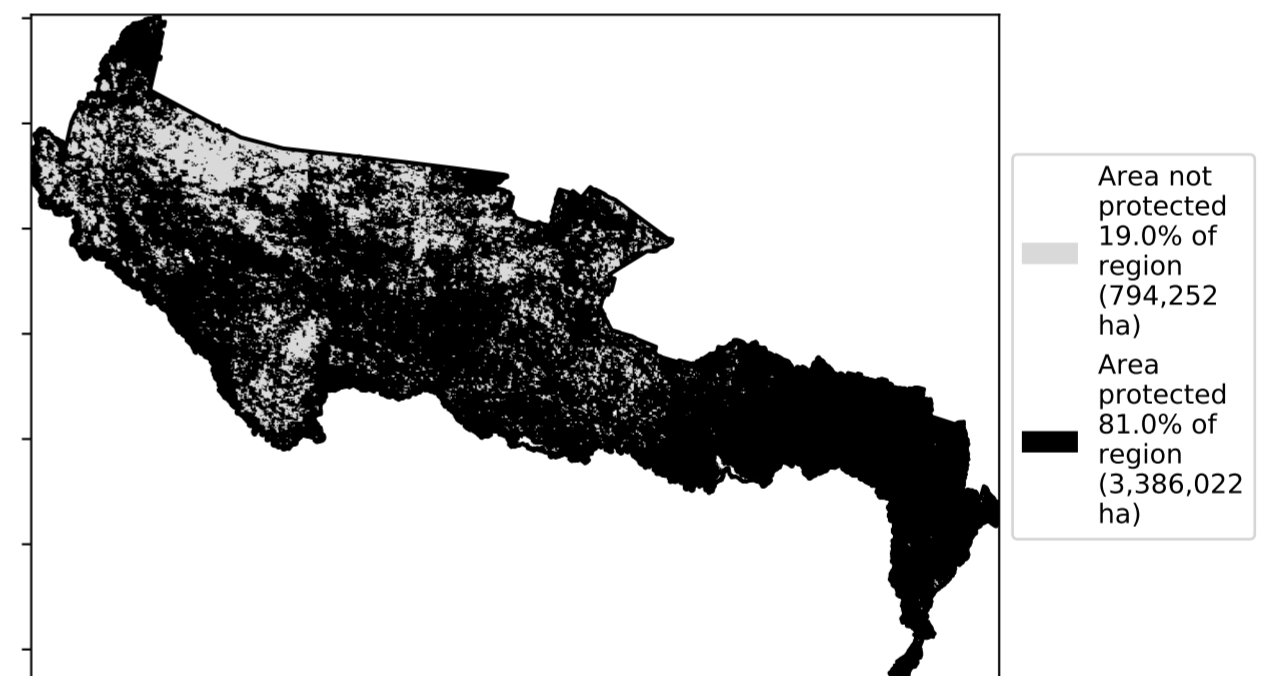 Area not
protected
19.0% of
region
(794,252
ha)
Area
protected
81.0% of
region
(3,386,022
ha)